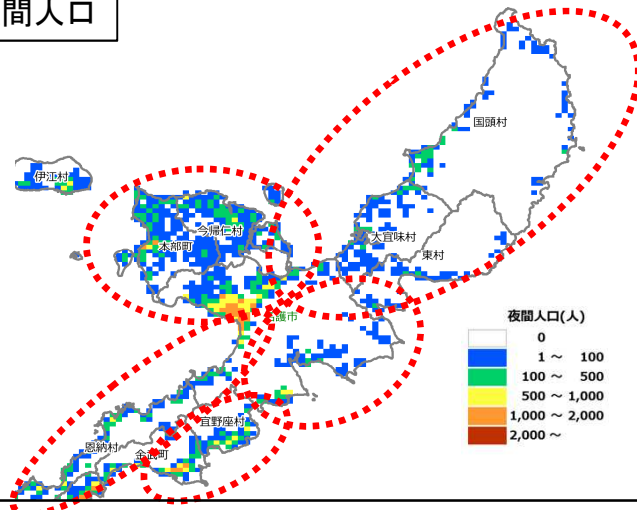 間人口
国頭村
伊江村
今帰仁村
本部町
大宜味村
東村
名護市
宜野座村
恩納村
金武町
夜間人口(人)
0
1 ～ 100
100 ～ 500
500 ～ 1,000
1,000 ～ 2,000
2,000 ～